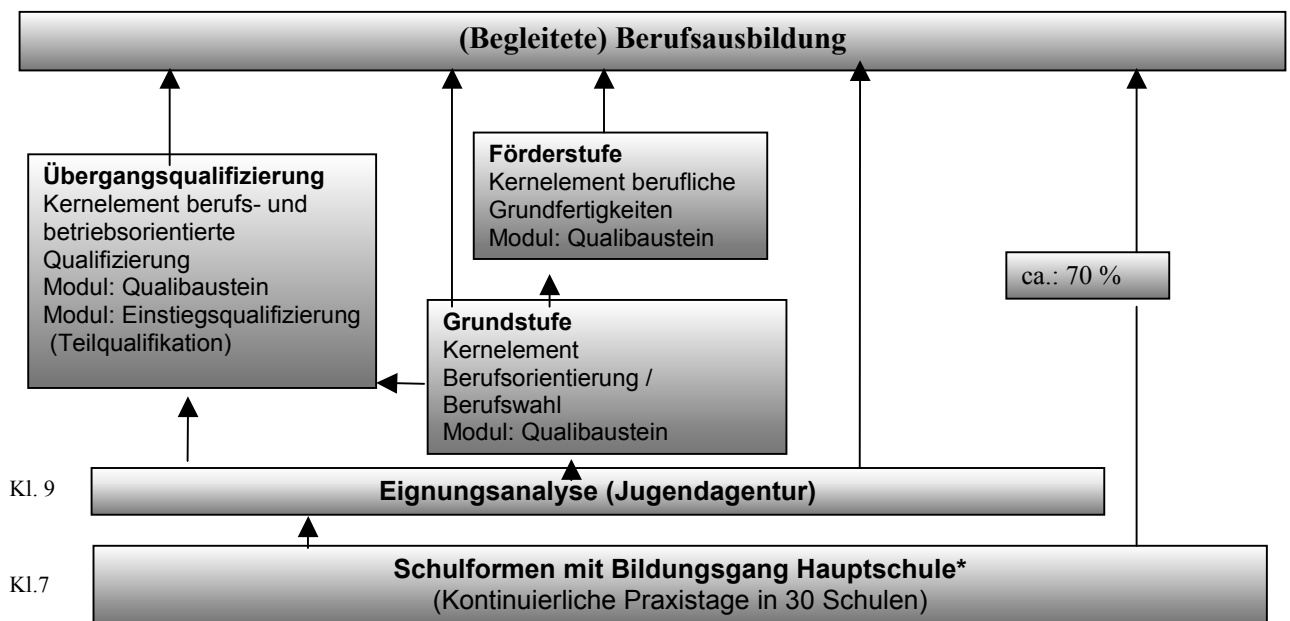 (Begleitete) Berufsausbildung
Übergangsqualifizierung
Kernelement berufs- und
betriebsorientierte
Qualifizierung
Modul: Qualibaustein
Modul: Einstiegsqualifizierung
(Teilqualifikation)
Förderstufe
Kernelement berufliche
Grundfertigkeiten
Modul: Qualibaustein
ca.: 70 %
Grundstufe
Kernelement
Berufsorientierung /
Berufswahl
Modul: Qualibaustein
Kl. 9
Eignungsanalyse (Jugendagentur)
Kl.7
Schulformen mit Bildungsgang Hauptschule*
(Kontinuierliche Praxistage in 30 Schulen)